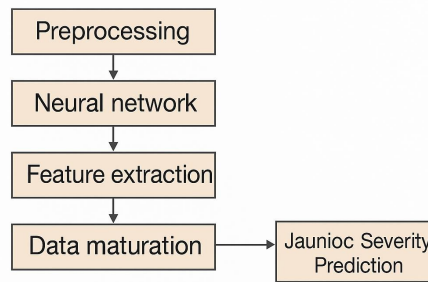 Preprocessing
Neural network
Feature extraction
Data maturation
Jaunioc Severity
Prediction